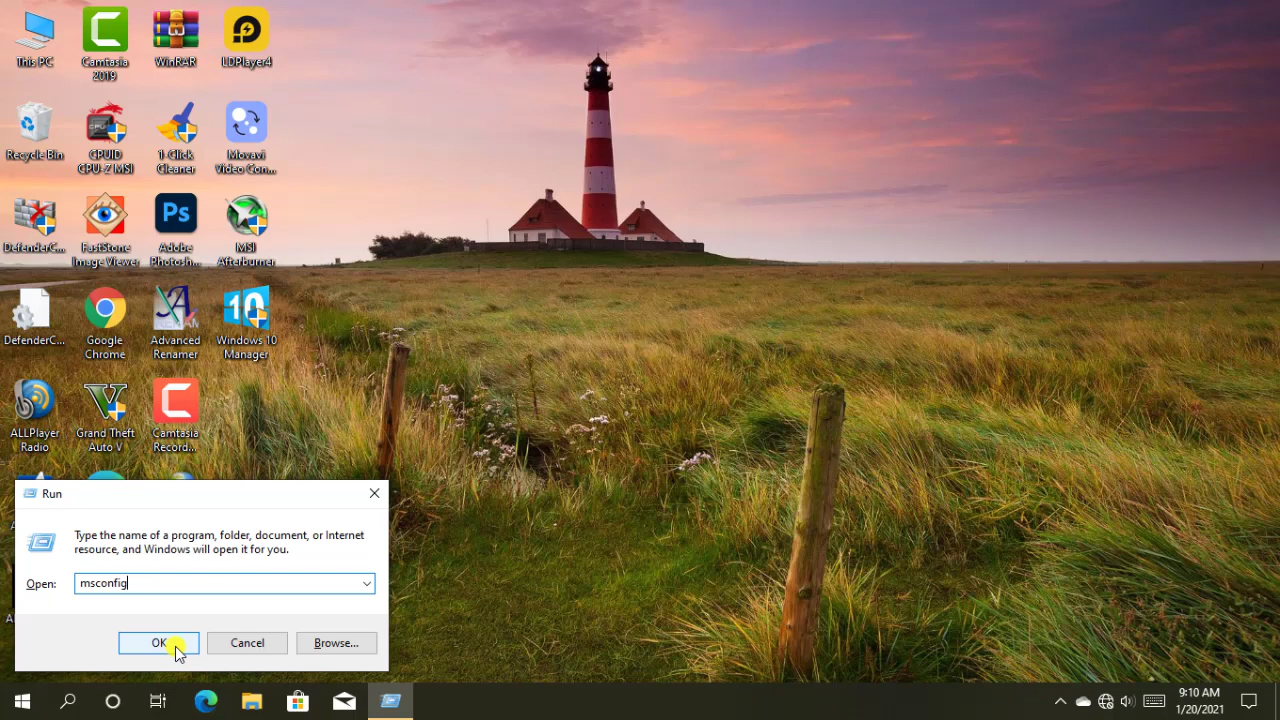 This PC
Camtasia
2019
WinRAR
LDPlayer4
Recycle Bin
CPUID
CPU-Z MSI
1-Click
Cleaner
Movavi
Video Con...
DefenderC...
FastStone
Image Viewer
Adobe
Photosh...
MSI
Afterburner
DefenderC...
Google
Chrome
Advanced
Renamer
Windows 10
Manager
ALLPlayer
Radio
Grand Theft
Auto V
Camtasia
Record...
Run
Type the name of a program, folder, document, or Internet
resource, and Windows will open it for you.
Open:
msconfig
OK
Cancel
Browse...
9:10 AM
1/20/2021